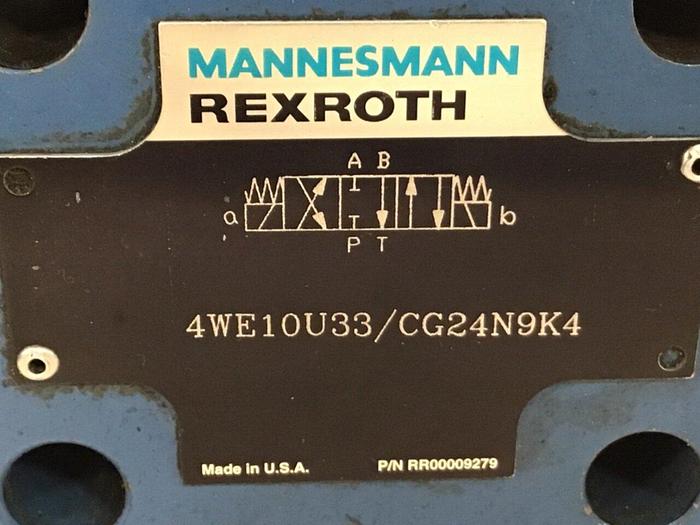 MANNESMANN
REXROTH
A B
a b
P T
4WE10U33/CG24N9K4
Made in U.S.A. P/N RR00009279